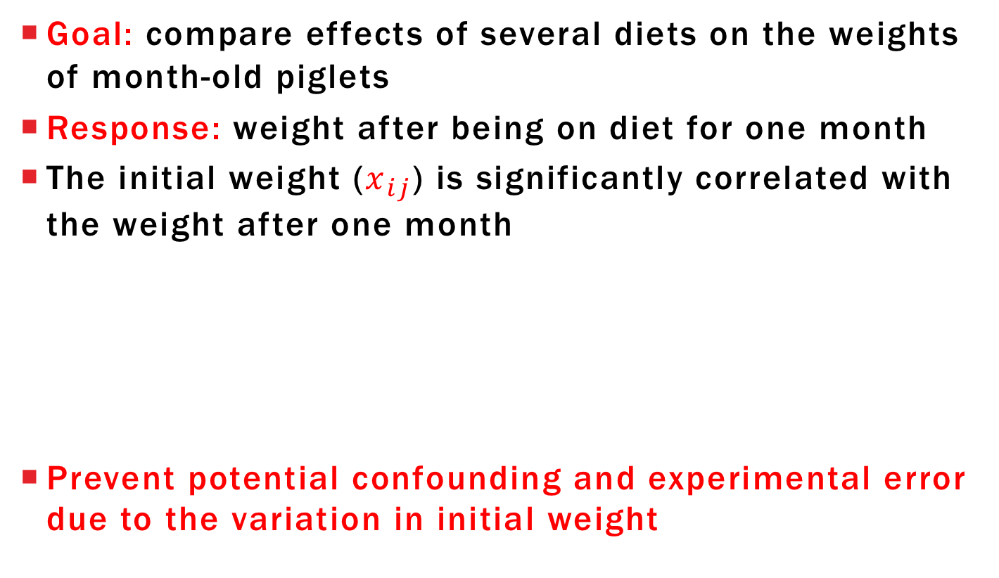 ▪ Goal: compare effects of several diets on the weights
of month-old piglets
▪ Response: weight after being on diet for one month
▪ The initial weight (x_{ij}) is significantly correlated with
the weight after one month
▪ Prevent potential confounding and experimental error
due to the variation in initial weight